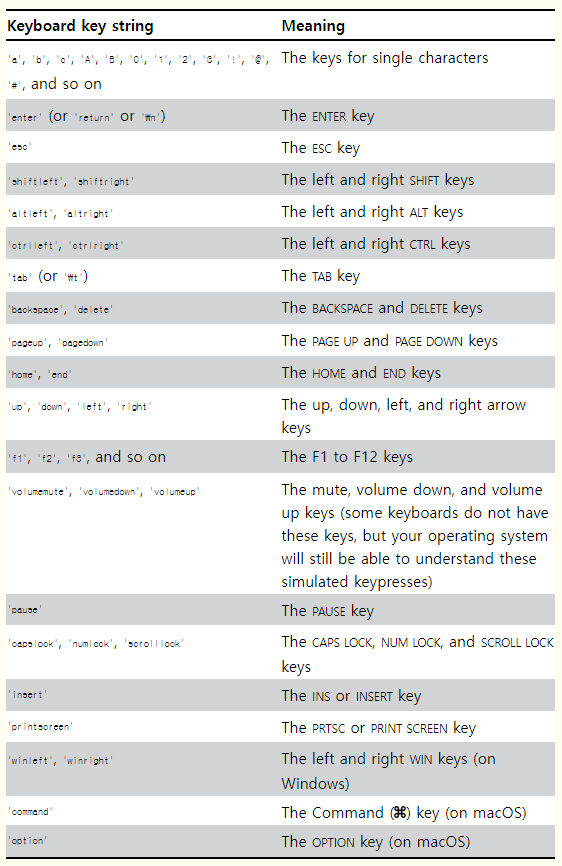 Keyboard key string Meaning
'a', 'b', 'c', 'A', 'B', 'C', '1', '2', '3', '!', '@', The keys for single characters
'#', and so on
'enter' (or 'return' or '₩n') The ENTER key
'esc' The ESC key
'shiftleft', 'shiftright' The left and right SHIFT keys
'altleft', 'altright' The left and right ALT keys
'ctrlleft', 'ctrlright' The left and right CTRL keys
'tab' (or '₩t') The TAB key
'backspace', 'delete' The BACKSPACE and DELETE keys
'pageup', 'pagedown' The PAGE UP and PAGE DOWN keys
'home', 'end' The HOME and END keys
'up', 'down', 'left', 'right' The up, down, left, and right arrow
keys
'f1', 'f2', 'f3', and so on The F1 to F12 keys
'volumemute', 'volumedown', 'volumeup' The mute, volume down, and volume
up keys (some keyboards do not have
these keys, but your operating system
will still be able to understand these
simulated keypresses)
'pause' The PAUSE key
'capslock', 'numlock', 'scrolllock' The CAPS LOCK, NUM LOCK, and SCROLL LOCK
keys
'insert' The INS or INSERT key
'printscreen' The PRTSC or PRINT SCREEN key
'winleft', 'winright' The left and right WIN keys (on
Windows)
'command' The Command (⌘) key (on macOS)
'option' The OPTION key (on macOS)